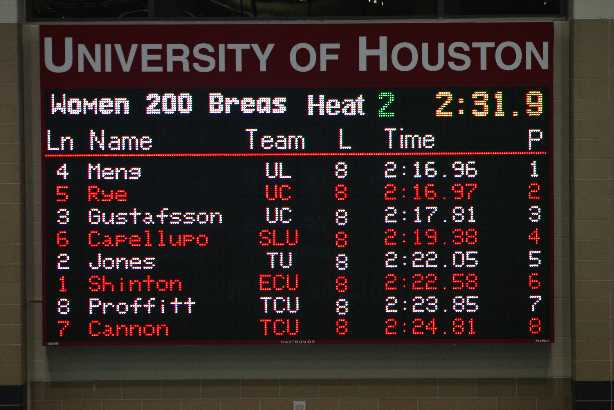 UNIVERSITY OF HOUSTON
Women 200 Breas Heat 2 2:31.9
Ln Name Team L Time P
4 Meng UL 8 2:16.96 1
5 Rye UC 8 2:16.97 2
3 Gustafsson UC 8 2:17.81 3
6 Capellupo SLU 8 2:19.38 4
2 Jones TU 8 2:22.05 5
1 Shinton ECU 8 2:22.58 6
8 Proffitt TCU 8 2:23.85 7
7 Cannon TCU 8 2:24.81 8